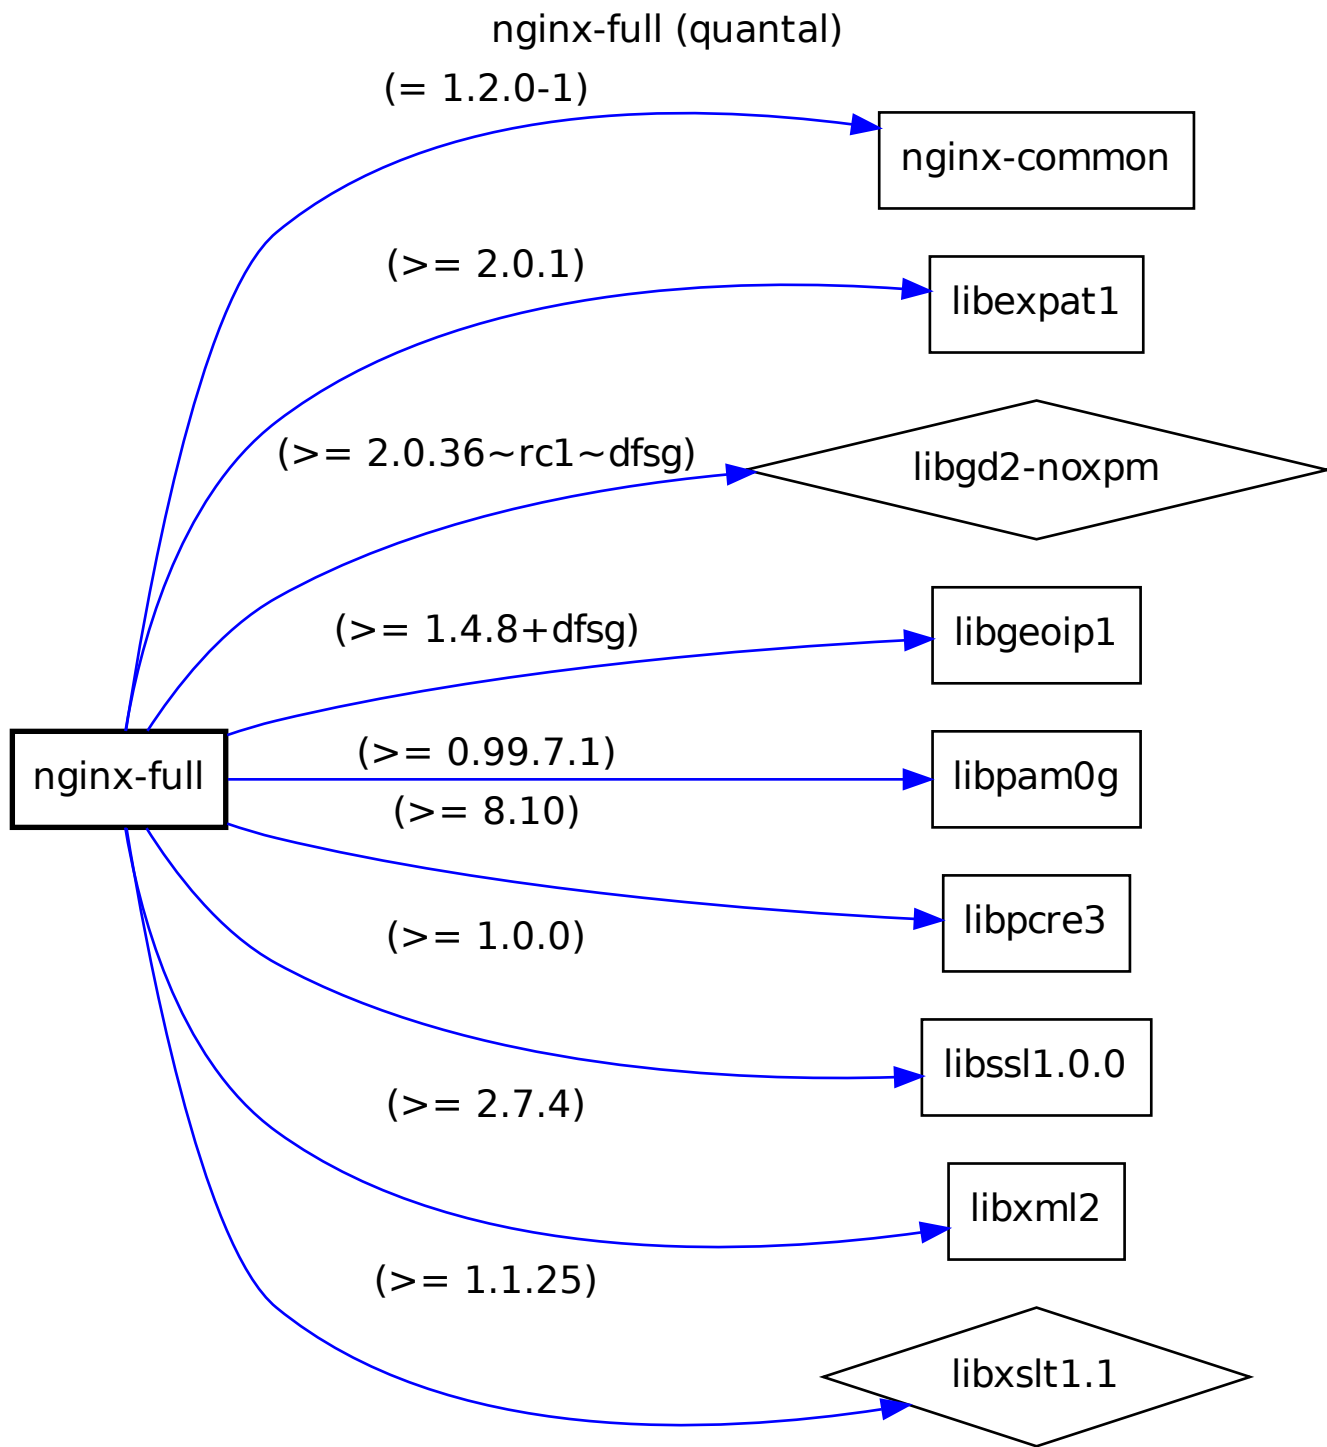 nginx-full (quantal)
(= 1.2.0-1)
nginx-common
(>= 2.0.1)
libexpat1
(>= 2.0.36~rc1~dfsg)
libgd2-noxpm
(>= 1.4.8+dfsg)
libgeoip1
(>= 0.99.7.1)
nginx-full
libpam0g
(>= 8.10)
libpcre3
(>= 1.0.0)
libssl1.0.0
(>= 2.7.4)
libxml2
(>= 1.1.25)
libxslt1.1